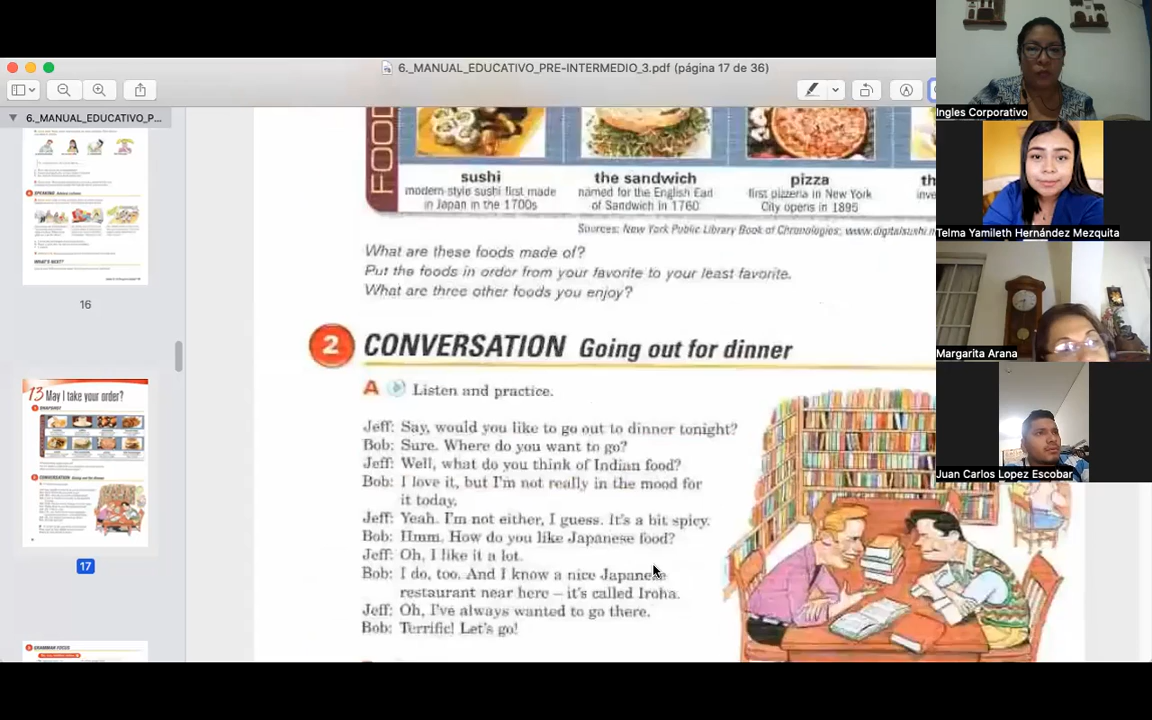 6._MANUAL_EDUCATIVO_PRE-INTERMEDIO_3.pdf (página 17 de 36)
6._MANUAL_EDUCATIVO_P...
16
13 May I take your order?
17
FOOD
sushi
modern-style sushi first made
in Japan in the 1700s
the sandwich
named for the English Earl
of Sandwich in 1760
pizza
first pizzeria in New York
City opens in 1895
th
inve
Sources: New York Public Library Book of Chronologies; www.digitalsushi.n
What are these foods made of?
Put the foods in order from your favorite to your least favorite.
What are three other foods you enjoy?
2 CONVERSATION Going out for dinner
A Listen and practice.
Jeff: Say, would you like to go out to dinner tonight?
Bob: Sure. Where do you want to go?
Jeff: Well, what do you think of Indian food?
Bob: I love it, but I'm not really in the mood for
it today.
Jeff: Yeah. I'm not either, I guess. It's a bit spicy.
Bob: Hmm. How do you like Japanese food?
Jeff: Oh, I like it a lot.
Bob: I do, too. And I know a nice Japanese
restaurant near here – it's called Iroha.
Jeff: Oh, I've always wanted to go there.
Bob: Terrific! Let's go!
Ingles Corporativo
Telma Yamileth Hernández Mezquita
Margarita Arana
Juan Carlos Lopez Escobar